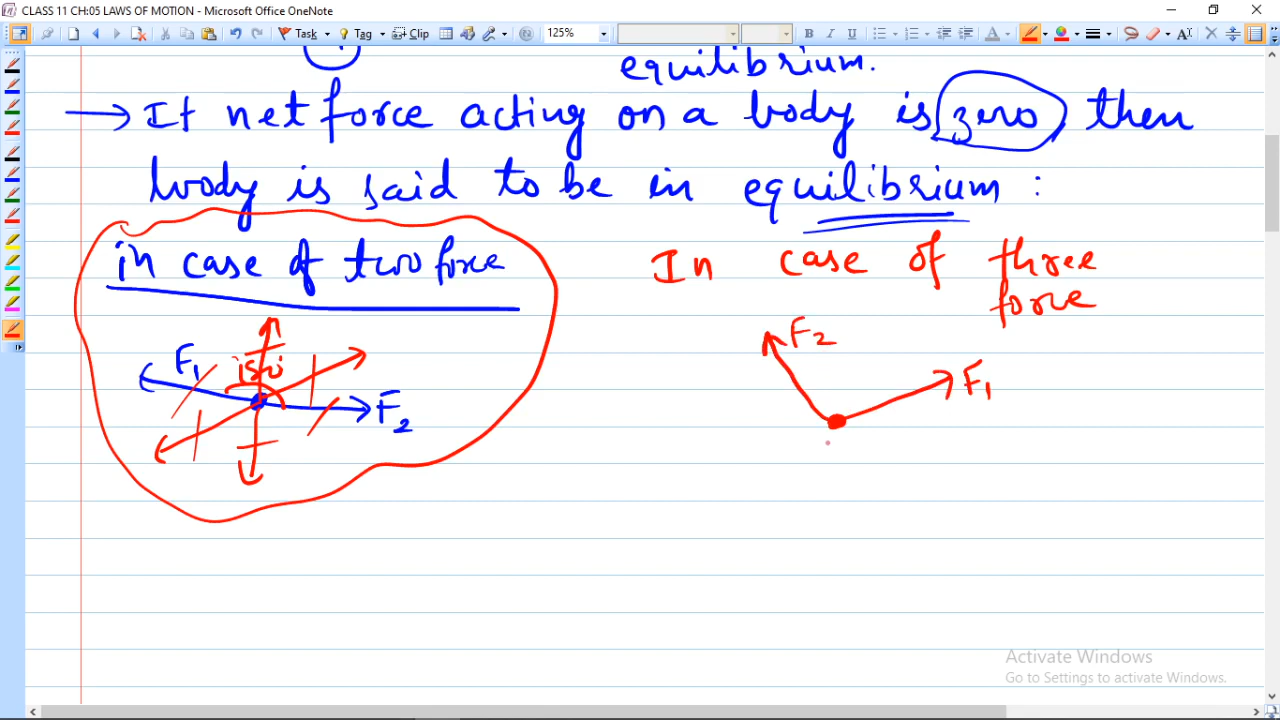 CLASS 11 CH:05 LAWS OF MOTION - Microsoft Office OneNote
Task Tag Clip 125% B I U
equilibrium.
→ If net force acting on a body is zero then
body is said to be in equilibrium :
in case of two force
In case of three
force
F1
F2
F2
F1
Activate Windows
Go to Settings to activate Windows.